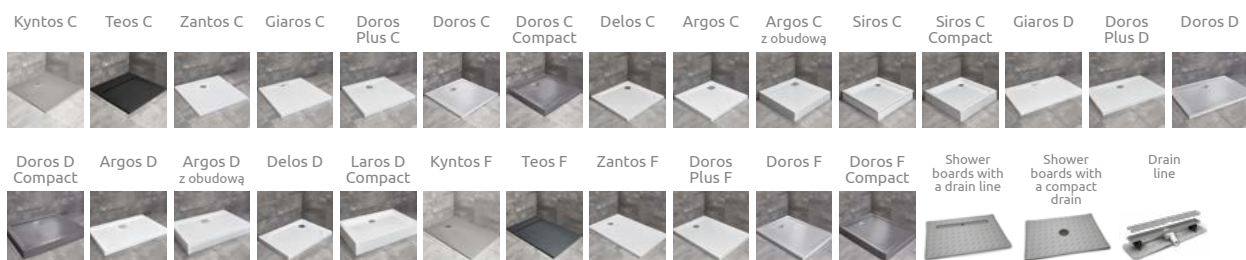 Kyntos C
Teos C
Zantos C
Giaros C
Doros
Plus C
Doros C
Doros C
Compact
Delos C
Argos C
Argos C
z obudową
Siros C
Siros C
Compact
Giaros D
Doros
Plus D
Doros D
Doros D
Compact
Argos D
Argos D
z obudową
Delos D
Laros D
Compact
Kyntos F
Teos F
Zantos F
Doros
Plus F
Doros F
Doros F
Compact
Shower
boards with
a drain line
Shower
boards with
a compact
drain
Drain
line